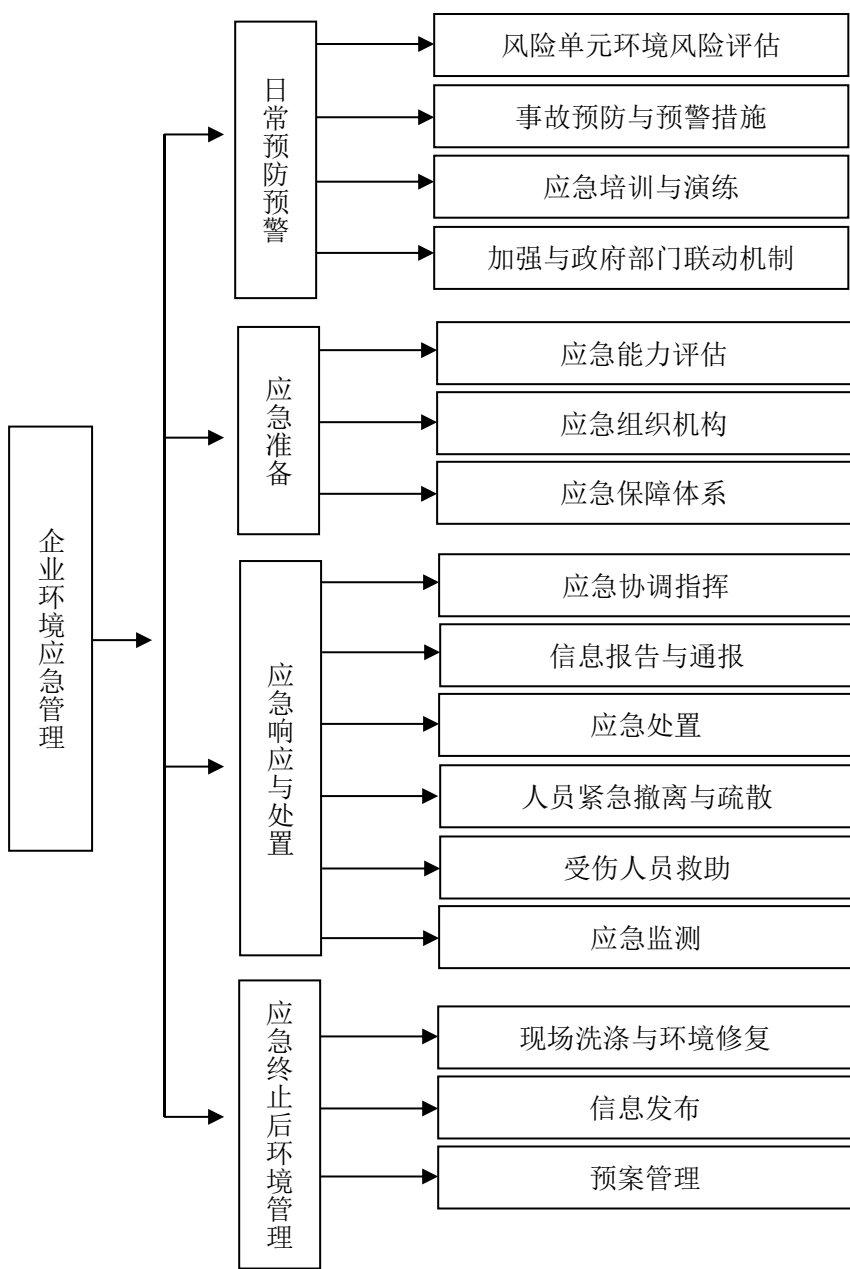 企业环境应急管理
日常预防预警
风险单元环境风险评估
事故预防与预警措施
应急培训与演练
加强与政府部门联动机制
应急准备
应急能力评估
应急组织机构
应急保障体系
应急响应与处置
应急协调指挥
信息报告与通报
应急处置
人员紧急撤离与疏散
受伤人员救助
应急监测
应急终止后环境管理
现场洗涤与环境修复
信息发布
预案管理